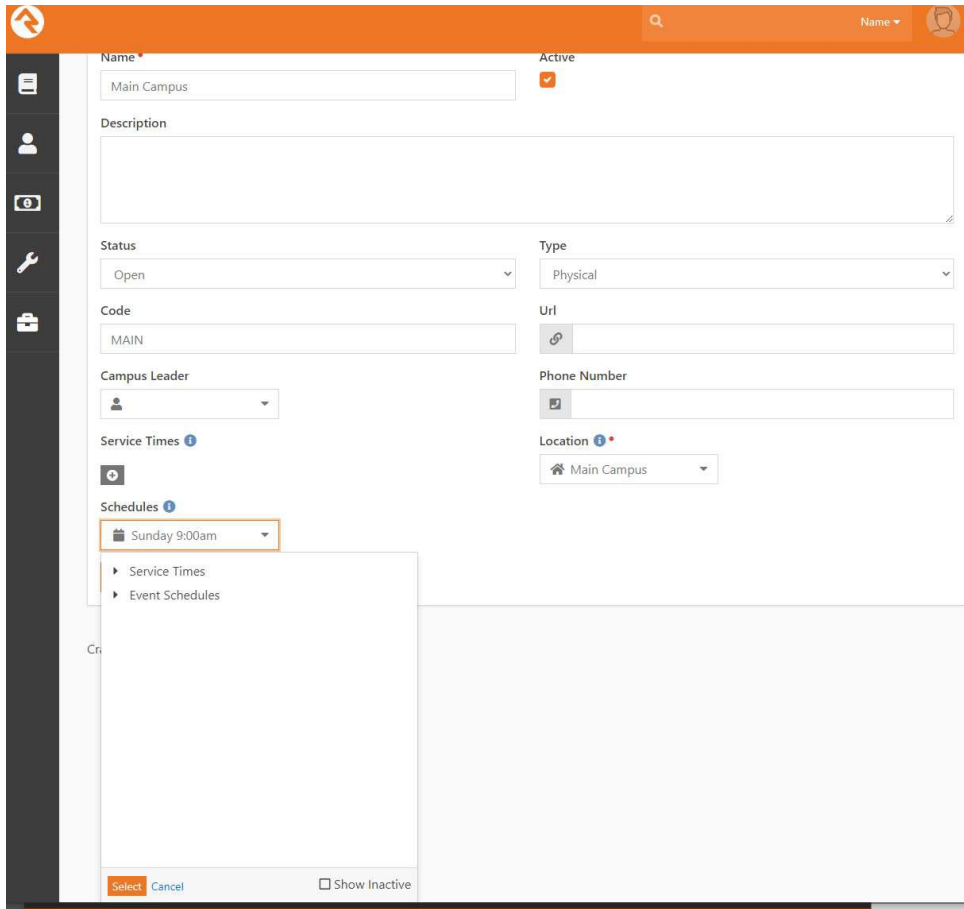 Name
Name *
Active
Main Campus
Description
Status
Type
Open
Physical
Code
Url
MAIN
Campus Leader
Phone Number
Service Times
Location *
Main Campus
Schedules
Sunday 9:00am
Service Times
Event Schedules
Cr
Select Cancel
Show Inactive